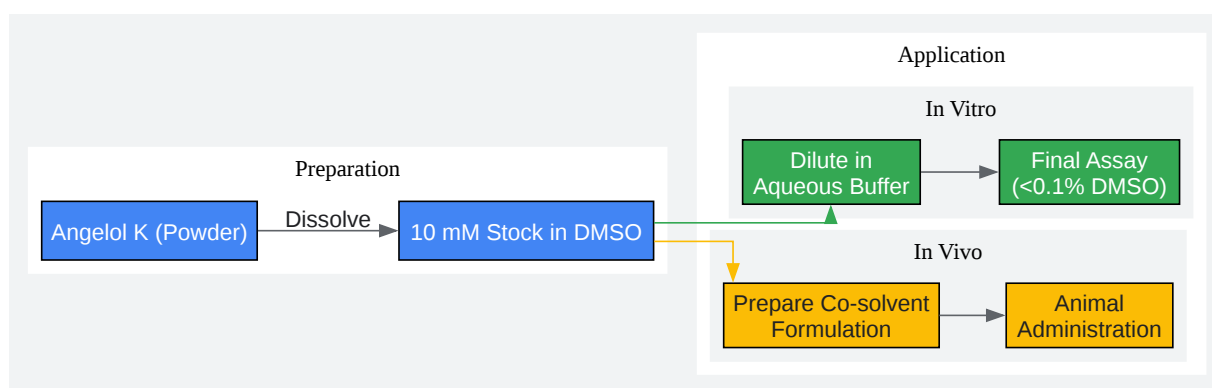 Preparation
Angelol K (Powder)
Dissolve
10 mM Stock in DMSO
Application
In Vitro
Dilute in
Aqueous Buffer
Final Assay
(<0.1% DMSO)
In Vivo
Prepare Co-solvent
Formulation
Animal
Administration